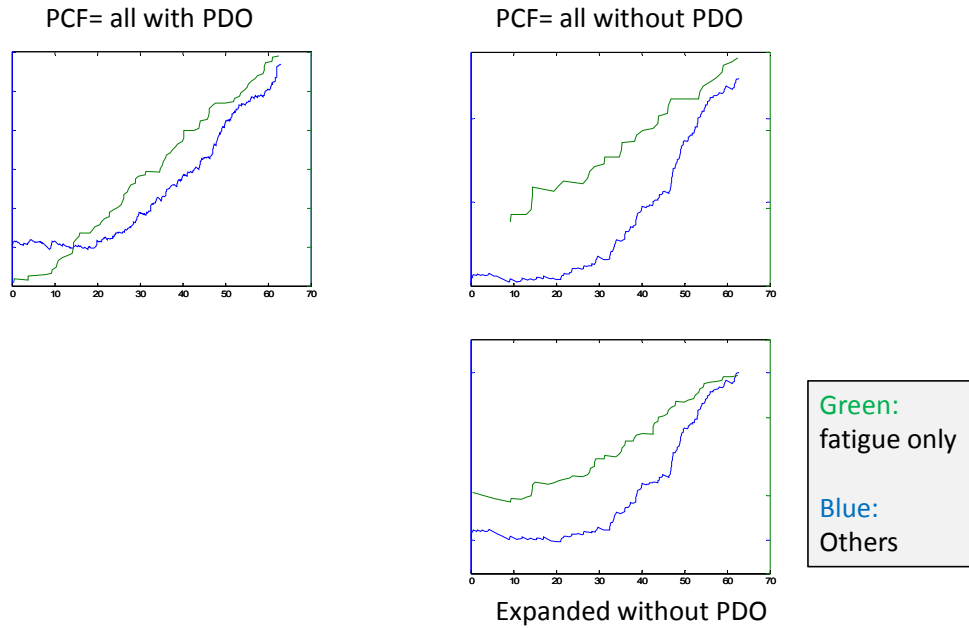 PCF= all with PDO
PCF= all without PDO
0 10 20 30 40 50 60 70
0 10 20 30 40 50 60 70
0 10 20 30 40 50 60 70
Green:
fatigue only
Blue:
Others
Expanded without PDO